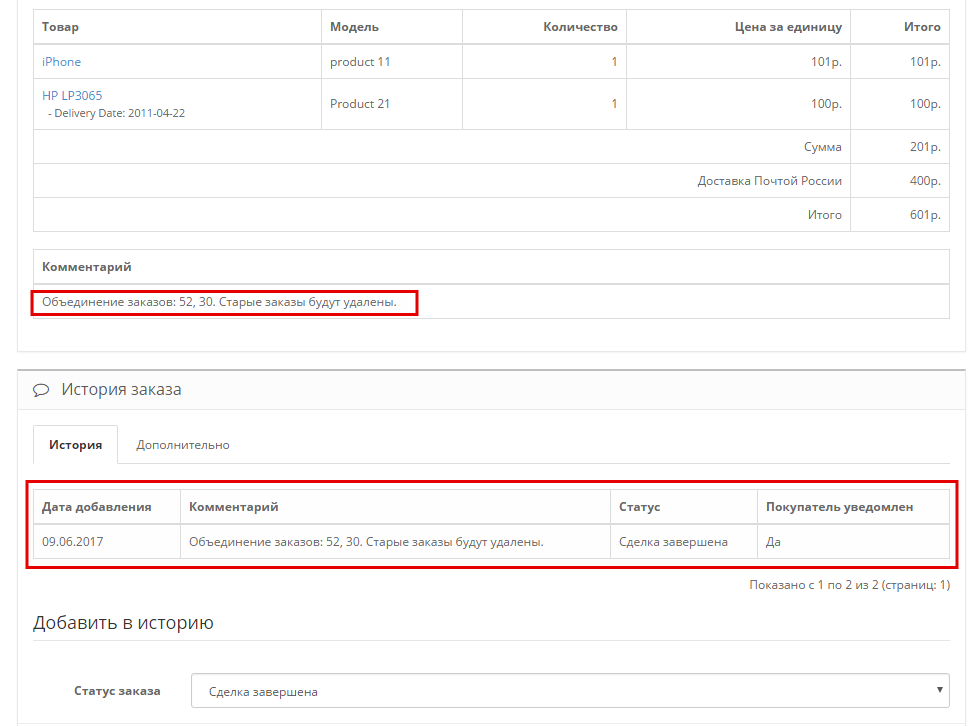 Товар Модель Количество Цена за единицу Итого
iPhone product 11 1 101р. 101р.
HP LP3065
- Delivery Date: 2011-04-22 Product 21 1 100р. 100р.
Сумма 201р.
Доставка Почтой России 400р.
Итого 601р.
Комментарий
Объединение заказов: 52, 30. Старые заказы будут удалены.
История заказа
История Дополнительно
Дата добавления Комментарий Статус Покупатель уведомлен
09.06.2017 Объединение заказов: 52, 30. Старые заказы будут удалены. Сделка завершена Да
Показано с 1 по 2 из 2 (страниц: 1)
Добавить в историю
Статус заказа Сделка завершена